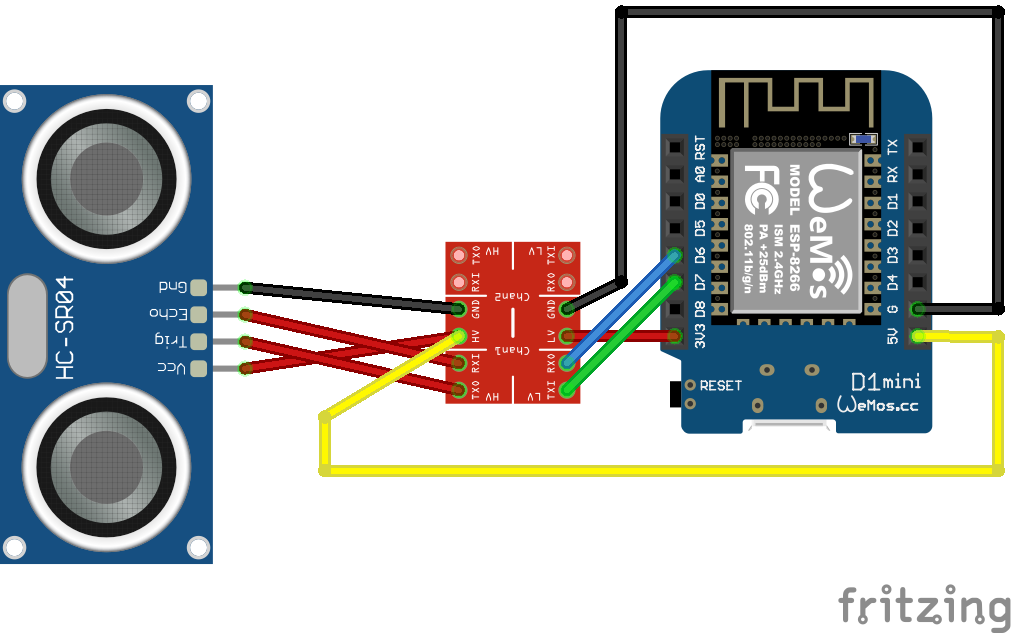 HC-SR04
Gnd
Echo
Trig
Vcc
TXO
RXI
GND
HV
RXI
TXO
HV
Chan2
Chan1
HV
LV
TXI
RXO
GND
LV
RXO
TXI
LV
RST
A0
D0
D5
D6
D7
D8
3V3
WeMos
MODEL ESP-8266
ISM 2.4GHz
PA +25dBm
802.11b/g/n
FC
TX
RX
D1
D2
D3
D4
G
5V
RESET
D1 mini
WeMos.cc
fritzing